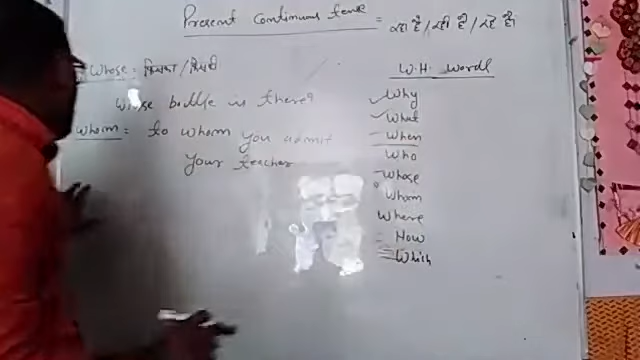 Present Continuous tense = रहा है / रही है / रहे हैं
Whose = किसका / किसकी
Whose bottle is there?
Whom = to whom you admit
your teacher
W.H. Word
Why
What
When
Who
Whose
Whom
Where
How
Which